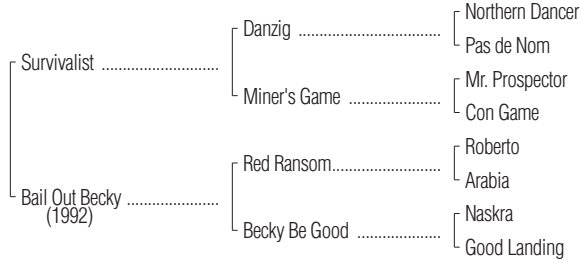 Northern Dancer
Danzig ..............................
Pas de Nom
Survivalist ........................
Mr. Prospector
Miner's Game ...................
Con Game
Roberto
Red Ransom.......................
Arabia
Bail Out Becky ...................
(1992)
Naskra
Becky Be Good .................
Good Landing